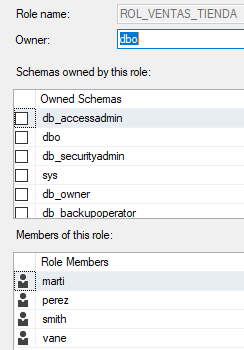 Role name: ROL_VENTAS_TIENDA
Owner: dbo
Schemas owned by this role:
Owned Schemas
db_accessadmin
dbo
db_securityadmin
sys
db_owner
db_backupoperator
Members of this role:
Role Members
marti
perez
smith
vane